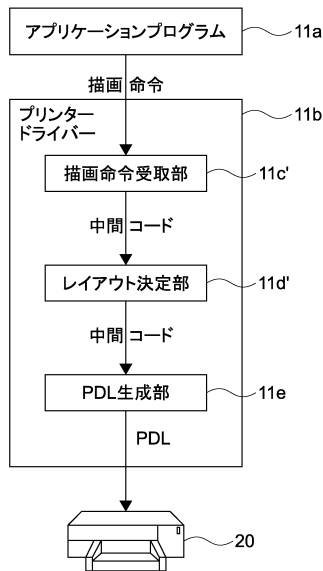 アプリケーションプログラム
11a
描画 命令
プリンター
ドライバー
11b
描画命令受取部
11c'
中間 コード
レイアウト決定部
11d'
中間 コード
PDL生成部
11e
PDL
20